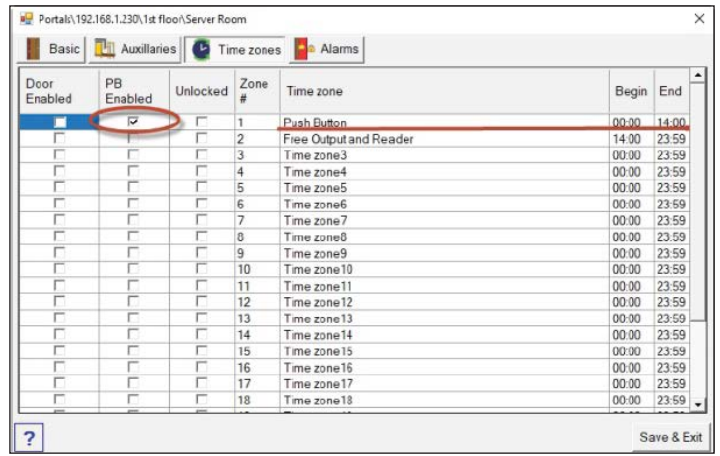 Portals\192.168.1.230\1st floor\Server Room
Basic Auxillaries Time zones Alarms
Door Enabled PB Enabled Unlocked Zone # Time zone Begin End
1 Push Button 00:00 14:00
2 Free Output and Reader 14:00 23:59
3 Time zone3 00:00 23:59
4 Time zone4 00:00 23:59
5 Time zone5 00:00 23:59
6 Time zone6 00:00 23:59
7 Time zone7 00:00 23:59
8 Time zone8 00:00 23:59
9 Time zone9 00:00 23:59
10 Time zone10 00:00 23:59
11 Time zone11 00:00 23:59
12 Time zone12 00:00 23:59
13 Time zone13 00:00 23:59
14 Time zone14 00:00 23:59
15 Time zone15 00:00 23:59
16 Time zone16 00:00 23:59
17 Time zone17 00:00 23:59
18 Time zone18 00:00 23:59
? Save & Exit